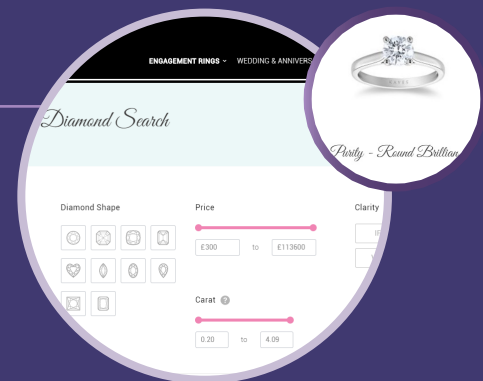 ENGAGEMENT RINGS
WEDDING & ANNIVERS
Diamond Search
Purity - Round Brillian
Diamond Shape
Price
Clarity
£300 to £113600
Carat ?
0.20 to 4.09